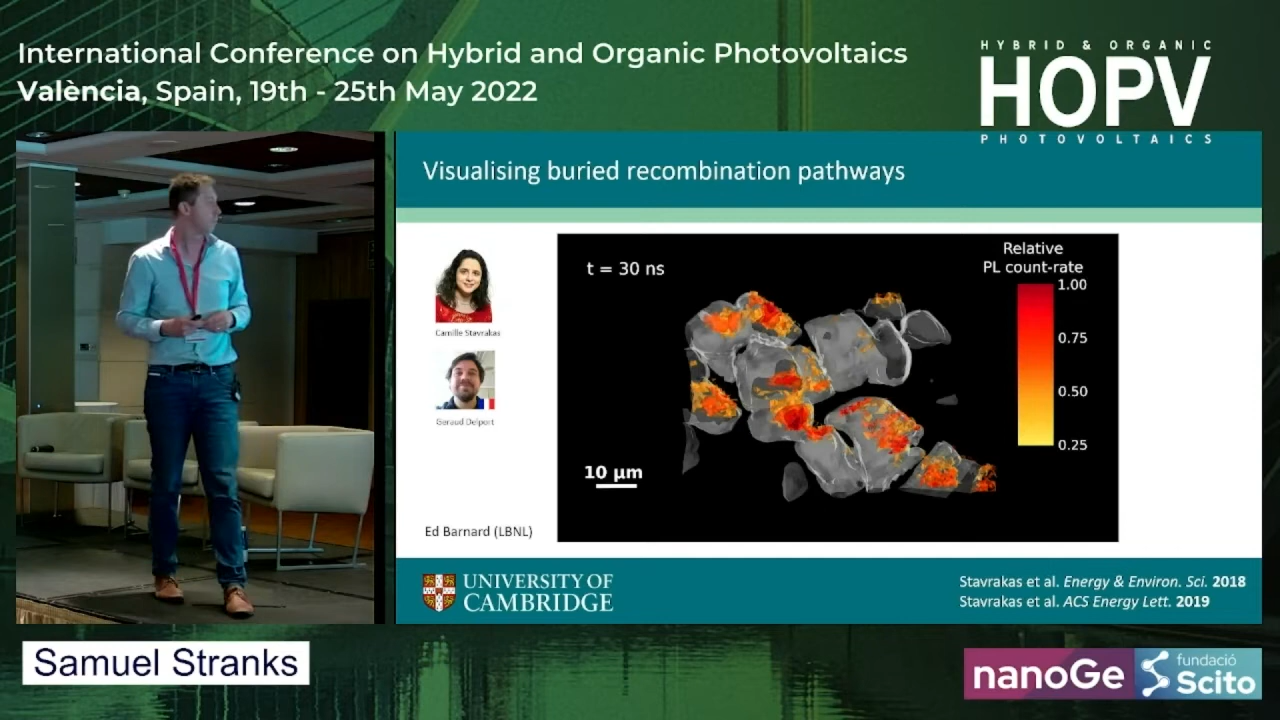 International Conference on Hybrid and Organic Photovoltaics
València, Spain, 19th - 25th May 2022
HYBRID & ORGANIC
HOPV
PHOTOVOLTAICS
Visualising buried recombination pathways
Camille Stavrakas
Geraud Delport
Ed Barnard (LBNL)
t = 30 ns
Relative
PL count-rate
1.00
0.75
0.50
0.25
10 µm
UNIVERSITY OF
CAMBRIDGE
Stavrakas et al. Energy & Environ. Sci. 2018
Stavrakas et al. ACS Energy Lett. 2019
Samuel Stranks
nanoGe
fundació
Scito